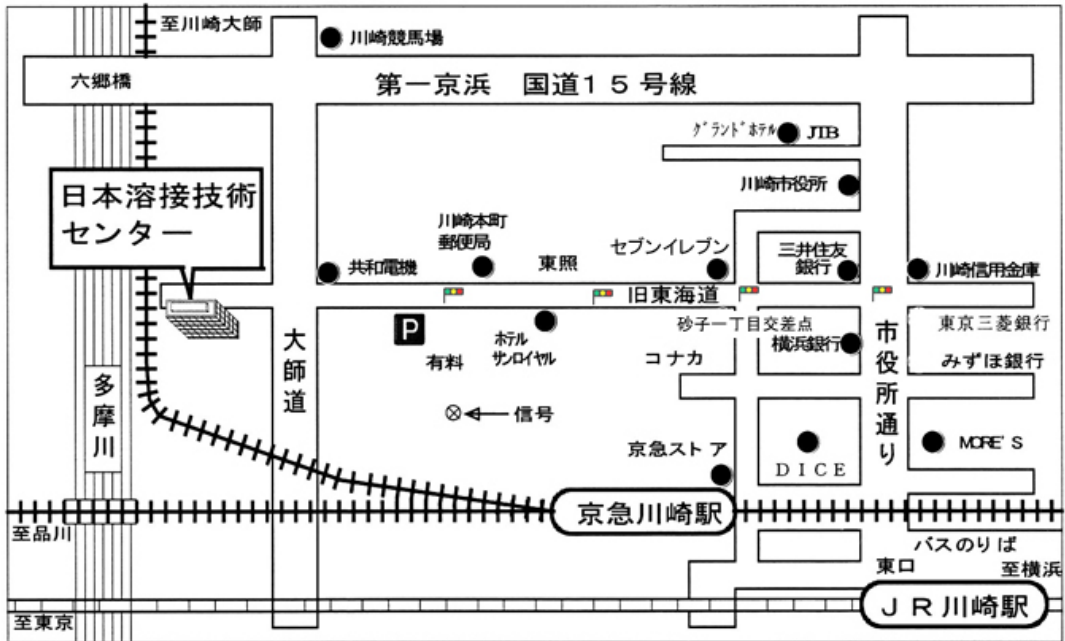 至川崎大師
川崎競馬場
六郷橋
第一京浜 国道15号線
グランドホテル
JTB
川崎市役所
日本溶接技術
センター
川崎本町
郵便局
共和電機
東照
セブンイレブン
三井住友
銀行
川崎信用金庫
旧東海道
砂子一丁目交差点
東京三菱銀行
P
有料
ホテル
サンロイヤル
コナカ
横浜銀行
みずほ銀行
大師道
市役所通り
多摩川
信号
京急ストア
DICE
MORE'S
京急川崎駅
至品川
バスのりば
東口
至横浜
JR川崎駅
至東京